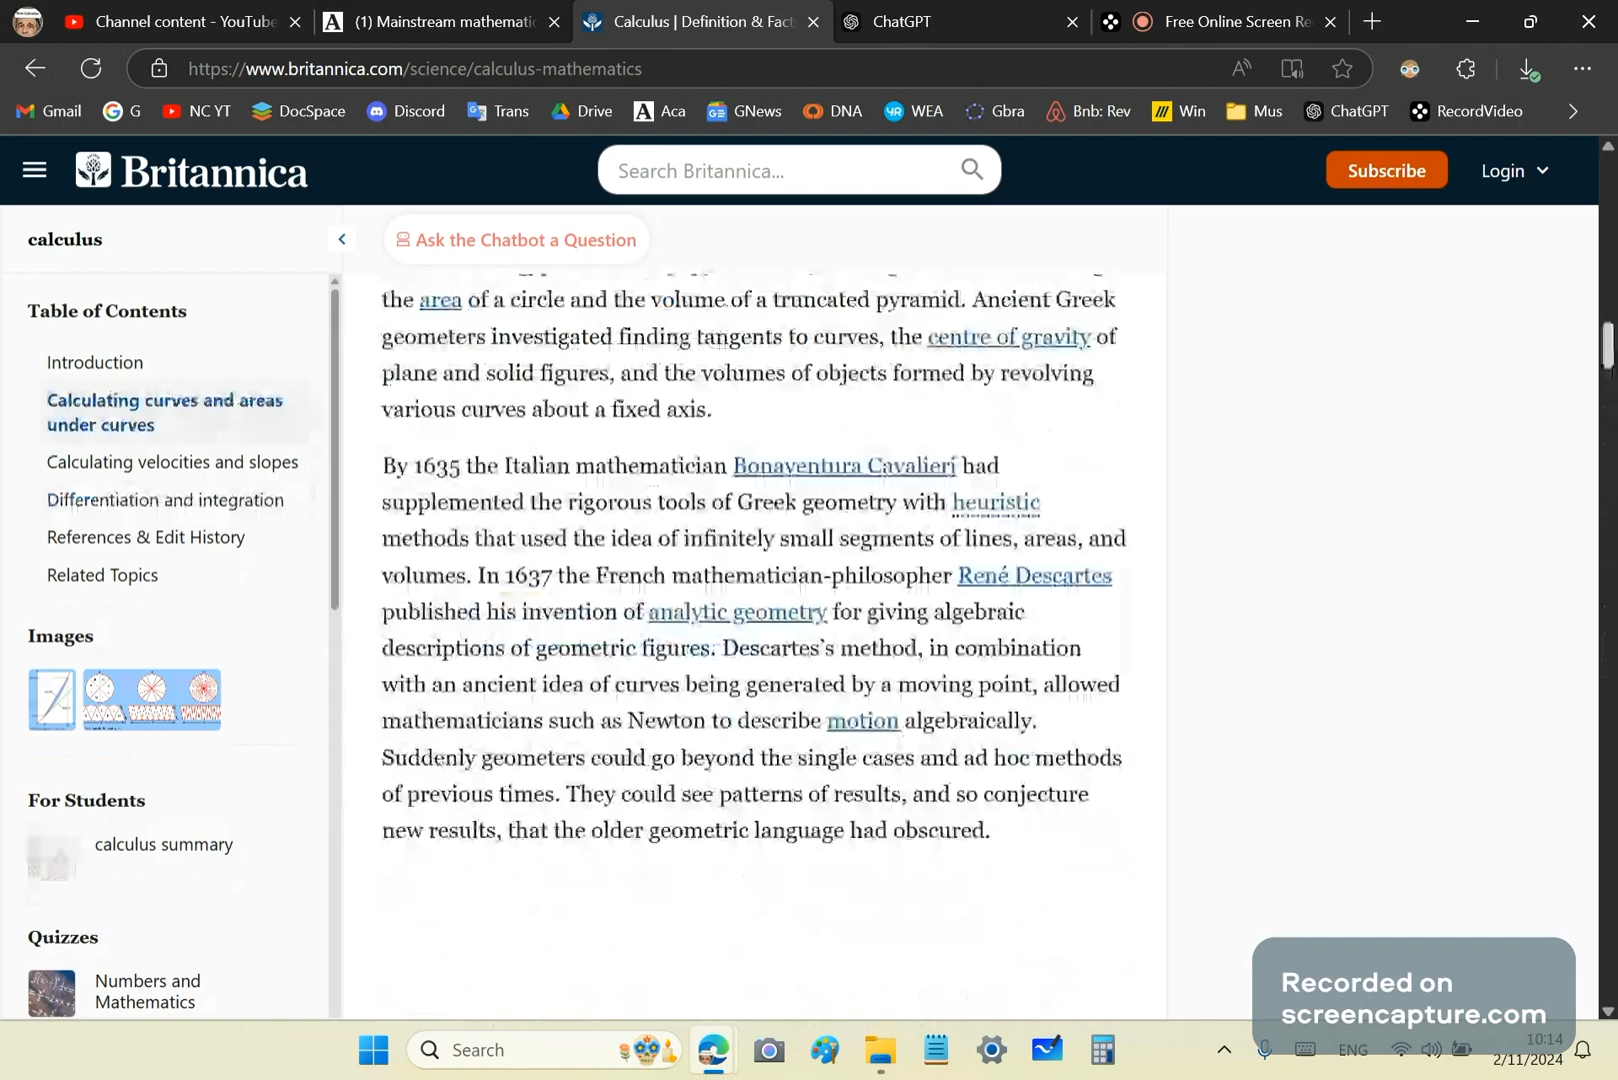 Channel content - YouTube
(1) Mainstream mathematic
Calculus | Definition & Fact
ChatGPT
Free Online Screen Re
https://www.britannica.com/science/calculus-mathematics
Gmail
G
NC YT
DocSpace
Discord
Trans
Drive
Aca
GNews
DNA
WEA
Gbra
Bnb: Rev
Win
Mus
ChatGPT
RecordVideo
Britannica
Search Britannica...
Subscribe
Login
calculus
Ask the Chatbot a Question
Table of Contents
Introduction
Calculating curves and areas
under curves
Calculating velocities and slopes
Differentiation and integration
References & Edit History
Related Topics
Images
For Students
calculus summary
Quizzes
Numbers and
Mathematics
the area of a circle and the volume of a truncated pyramid. Ancient Greek
geometers investigated finding tangents to curves, the centre of gravity of
plane and solid figures, and the volumes of objects formed by revolving
various curves about a fixed axis.
By 1635 the Italian mathematician Bonaventura Cavalieri had
supplemented the rigorous tools of Greek geometry with heuristic
methods that used the idea of infinitely small segments of lines, areas, and
volumes. In 1637 the French mathematician-philosopher René Descartes
published his invention of analytic geometry for giving algebraic
descriptions of geometric figures. Descartes's method, in combination
with an ancient idea of curves being generated by a moving point, allowed
mathematicians such as Newton to describe motion algebraically.
Suddenly geometers could go beyond the single cases and ad hoc methods
of previous times. They could see patterns of results, and so conjecture
new results, that the older geometric language had obscured.
Recorded on
screencapture.com
Search
ENG
10:14
2/11/2024